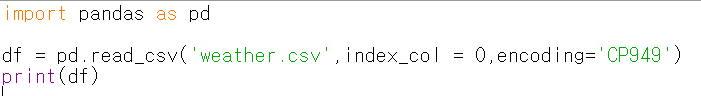 import pandas as pd
df = pd.read_csv('weather.csv',index_col = 0,encoding='CP949')
print(df)